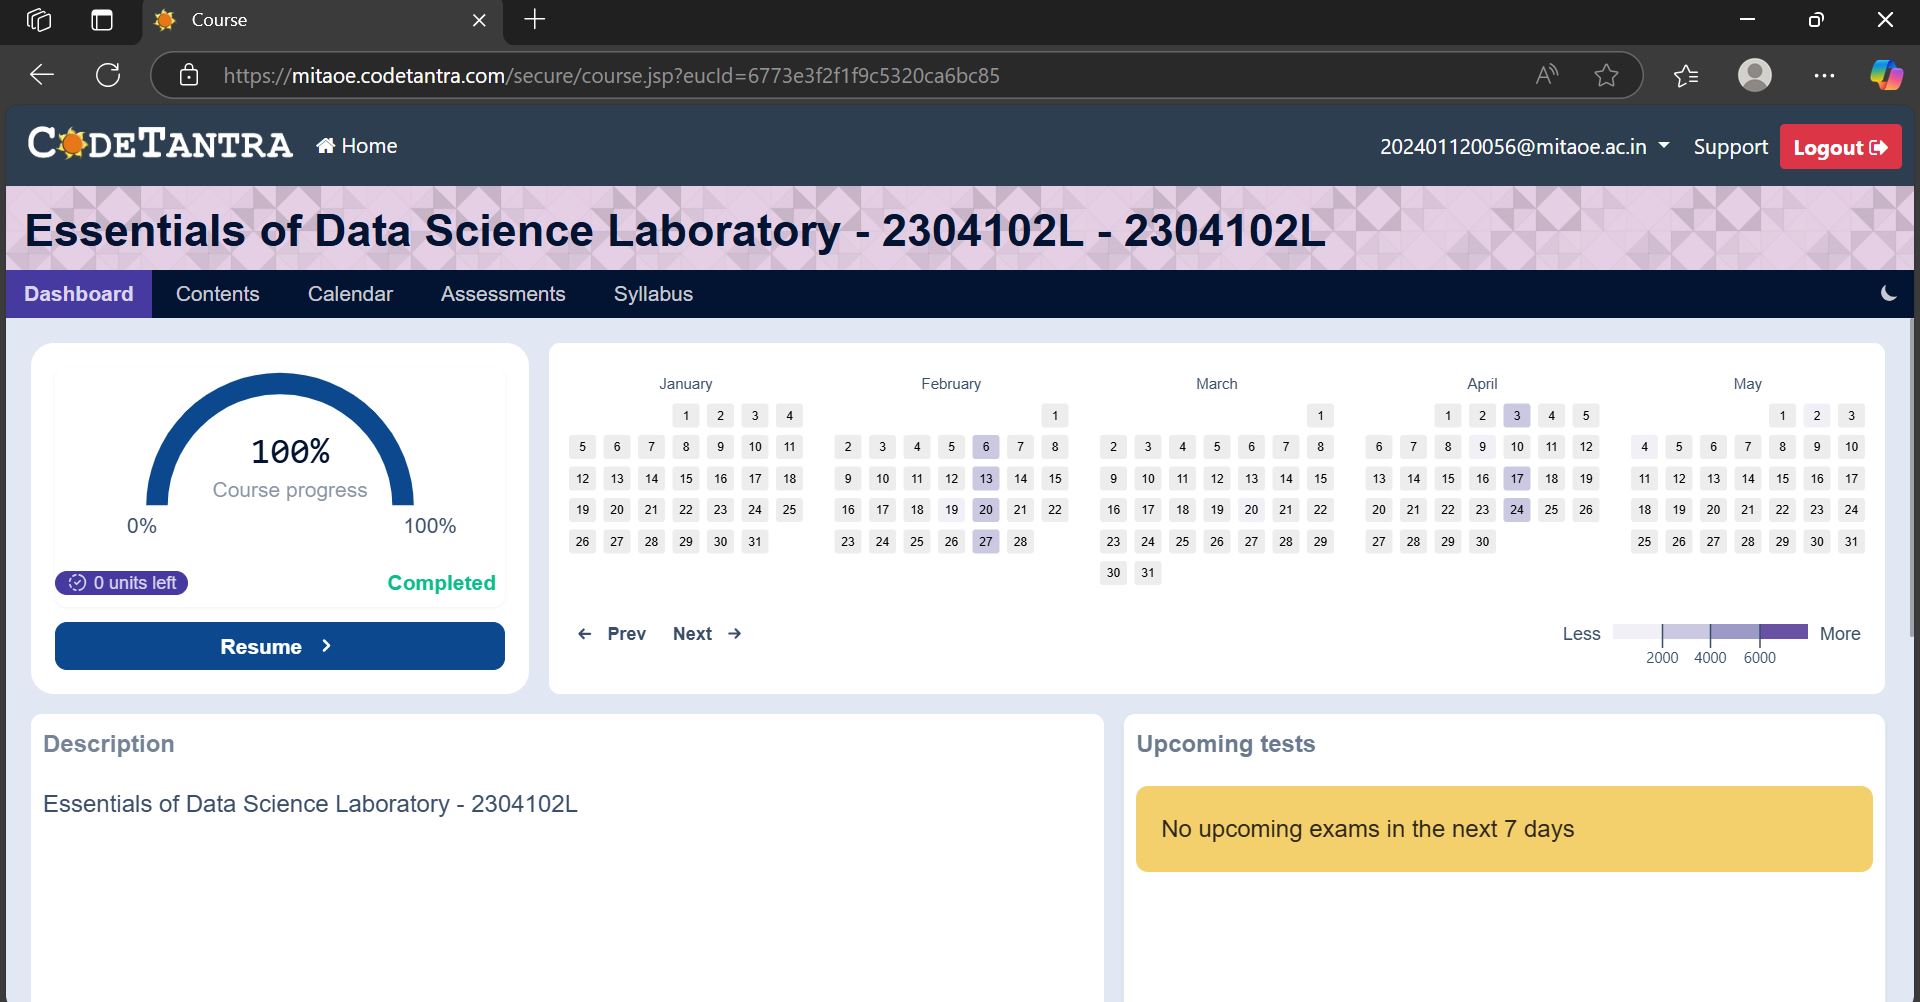 Course
https://mitaoe.codetantra.com/secure/course.jsp?eucId=6773e3f2f1f9c5320ca6bc85
CODETANTRA Home 202401120056@mitaoe.ac.in Support Logout
Essentials of Data Science Laboratory - 2304102L - 2304102L
Dashboard Contents Calendar Assessments Syllabus
100%
Course progress
0% 100%
0 units left Completed
Resume
January February March April May
1 2 3 4 1 1 1 2 3 4 5 1 2 3
5 6 7 8 9 10 11 2 3 4 5 6 7 8 2 3 4 5 6 7 8 6 7 8 9 10 11 12 4 5 6 7 8 9 10
12 13 14 15 16 17 18 9 10 11 12 13 14 15 9 10 11 12 13 14 15 13 14 15 16 17 18 19 11 12 13 14 15 16 17
19 20 21 22 23 24 25 16 17 18 19 20 21 22 16 17 18 19 20 21 22 20 21 22 23 24 25 26 18 19 20 21 22 23 24
26 27 28 29 30 31 23 24 25 26 27 28 23 24 25 26 27 28 29 27 28 29 30 25 26 27 28 29 30 31
30 31
Prev Next Less More
2000 4000 6000
Description
Essentials of Data Science Laboratory - 2304102L
Upcoming tests
No upcoming exams in the next 7 days